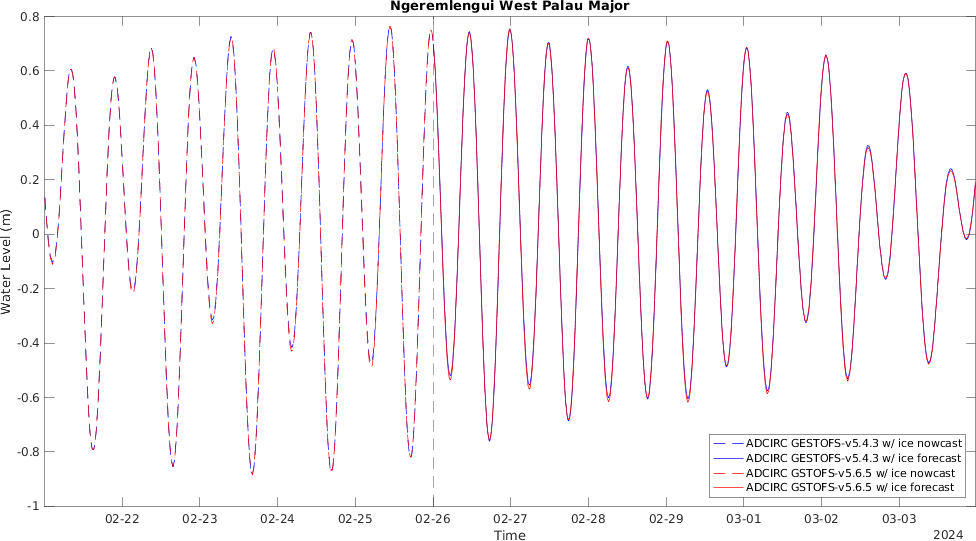 Ngeremlengui West Palau Major
0.8
0.6
0.4
0.2
0
-0.2
-0.4
-0.6
-0.8
-1
Water Level (m)
ADCIRC GESTOFS-v5.4.3 w/ ice nowcast
ADCIRC GESTOFS-v5.4.3 w/ ice forecast
ADCIRC GSTOFS-v5.6.5 w/ ice nowcast
ADCIRC GSTOFS-v5.6.5 w/ ice forecast
02-22 02-23 02-24 02-25 02-26 02-27 02-28 02-29 03-01 03-02 03-03
Time
2024